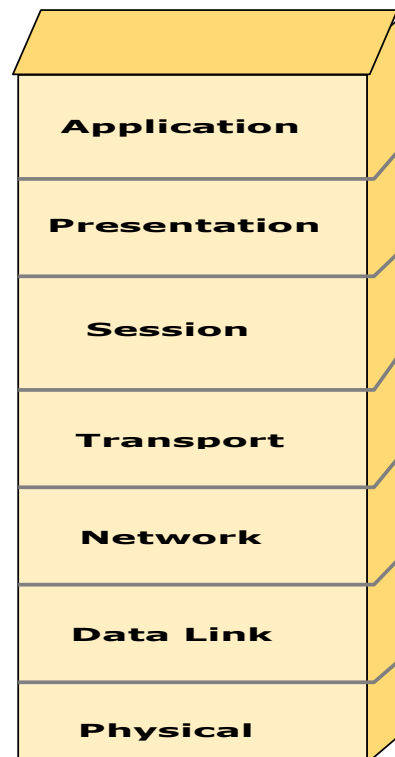 Application
Presentation
Session
Transport
Network
Data Link
Physical